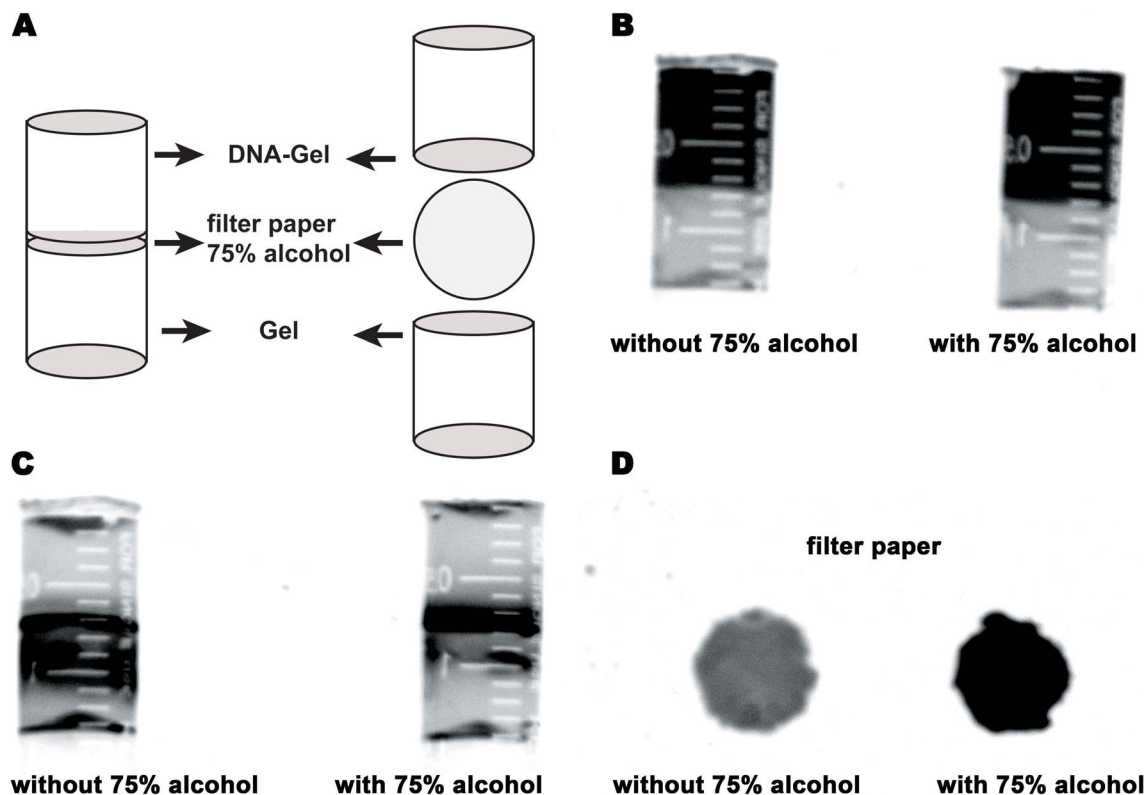 A
DNA-Gel
filter paper
75% alcohol
Gel
B
without 75% alcohol
with 75% alcohol
C
without 75% alcohol
with 75% alcohol
D
filter paper
without 75% alcohol
with 75% alcohol